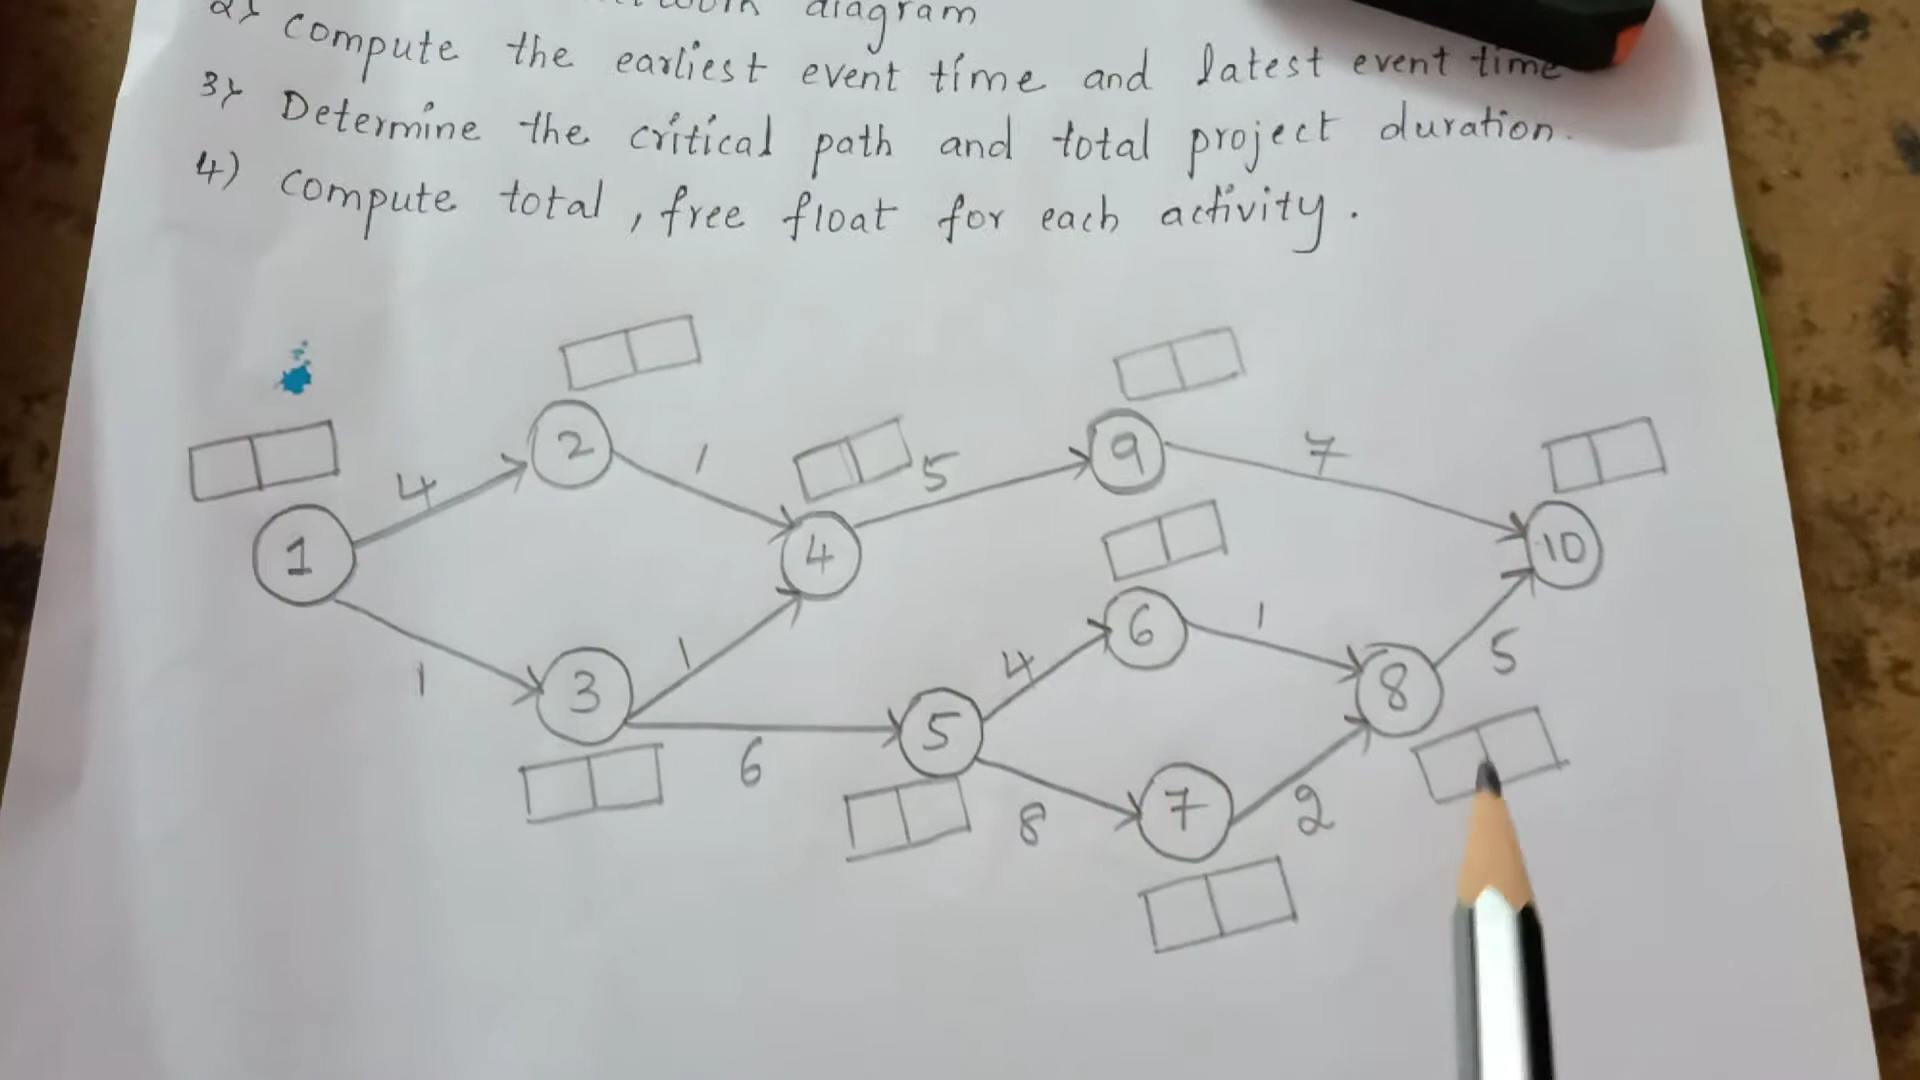 2} diagram
compute the earliest event time and latest event time
3} Determine the critical path and total project duration.
4) compute total, free float for each activity.
4 2 1 5 9 7
1 4 10
1 3 1 6 5 4 6 1 8 5
8 7 2